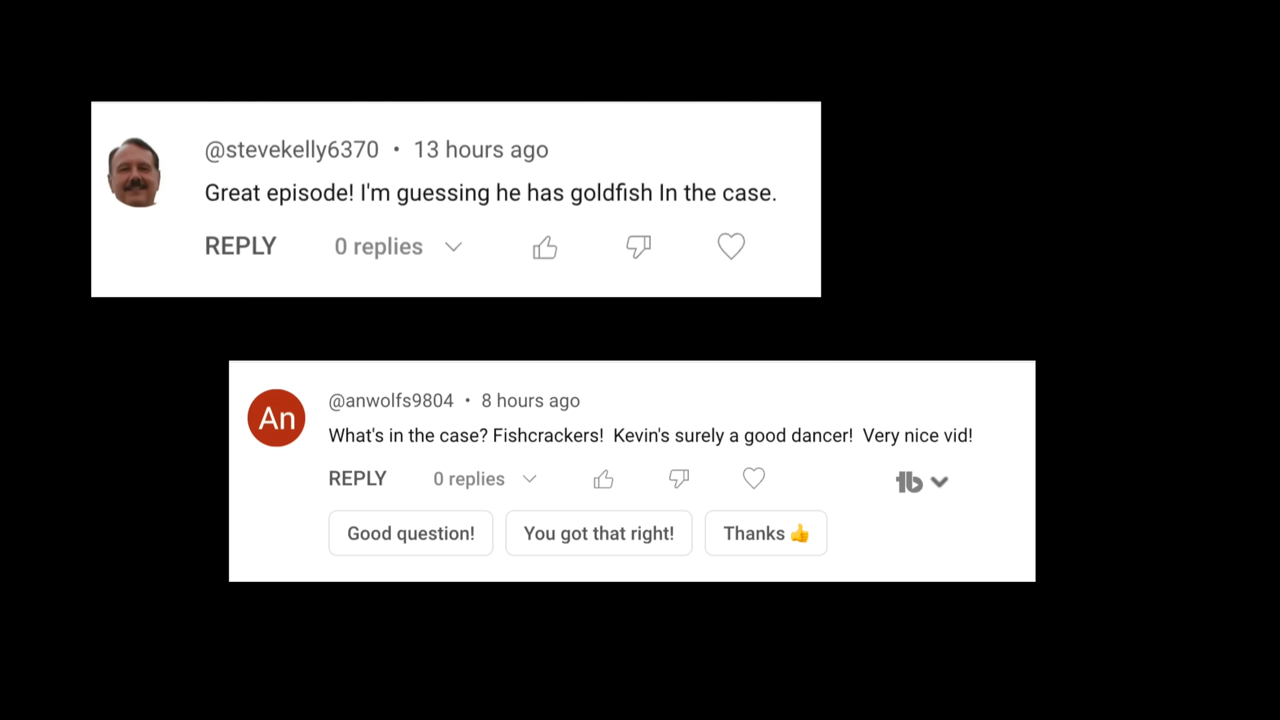 @stevekelly6370 • 13 hours ago
Great episode! I'm guessing he has goldfish In the case.
REPLY 0 replies
An
@anwolfs9804 • 8 hours ago
What's in the case? Fishcrackers!  Kevin's surely a good dancer!  Very nice vid!
REPLY 0 replies
tb
Good question! You got that right! Thanks 👍